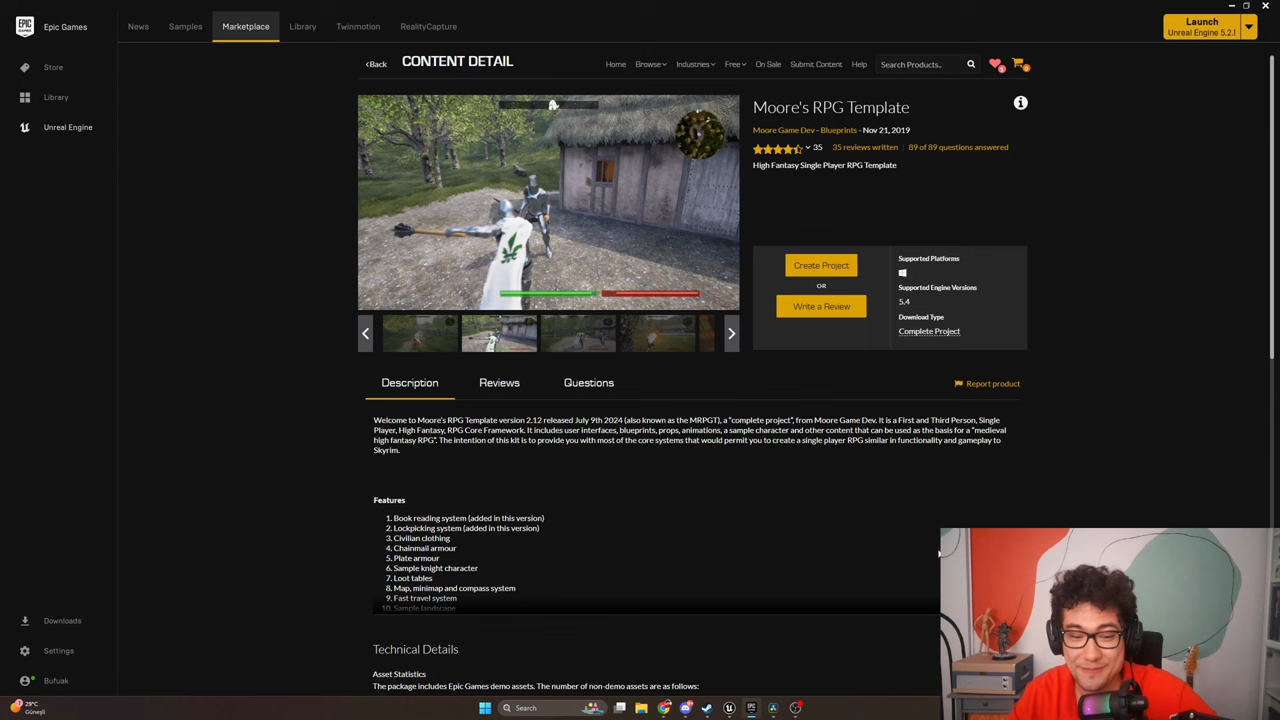 EPIC GAMES
Epic Games
News
Samples
Marketplace
Library
Twinmotion
RealityCapture
Launch
Unreal Engine 5.2.1
Store
Library
Unreal Engine
Back
CONTENT DETAIL
Home
Browse
Industries
Free
On Sale
Submit Content
Help
Search Products..
0
Moore's RPG Template
Moore Game Dev - Blueprints - Nov 21, 2019
35
35 reviews written
89 of 89 questions answered
High Fantasy Single Player RPG Template
Create Project
OR
Write a Review
Supported Platforms
Supported Engine Versions
5.4
Download Type
Complete Project
Description
Reviews
Questions
Report product
Welcome to Moore's RPG Template version 2.12 released July 9th 2024 (also known as the MRPGT), a "complete project", from Moore Game Dev. It is a First and Third Person, Single
Player, High Fantasy, RPG Core Framework. It includes user interfaces, blueprints, props, animations, a sample character and other content that can be used as the basis for a "medieval
high fantasy RPG". The intention of this kit is to provide you with most of the core systems that would permit you to create a single player RPG similar in functionality and gameplay to
Skyrim.
Features
1. Book reading system (added in this version)
2. Lockpicking system (added in this version)
3. Civilian clothing
4. Chainmail armour
5. Plate armour
6. Sample knight character
7. Loot tables
8. Map, minimap and compass system
9. Fast travel system
10. Sample landscape
Technical Details
Asset Statistics
The package includes Epic Games demo assets. The number of non-demo assets are as follows:
Downloads
Settings
Bufuak
29°C
Güneşli
Search